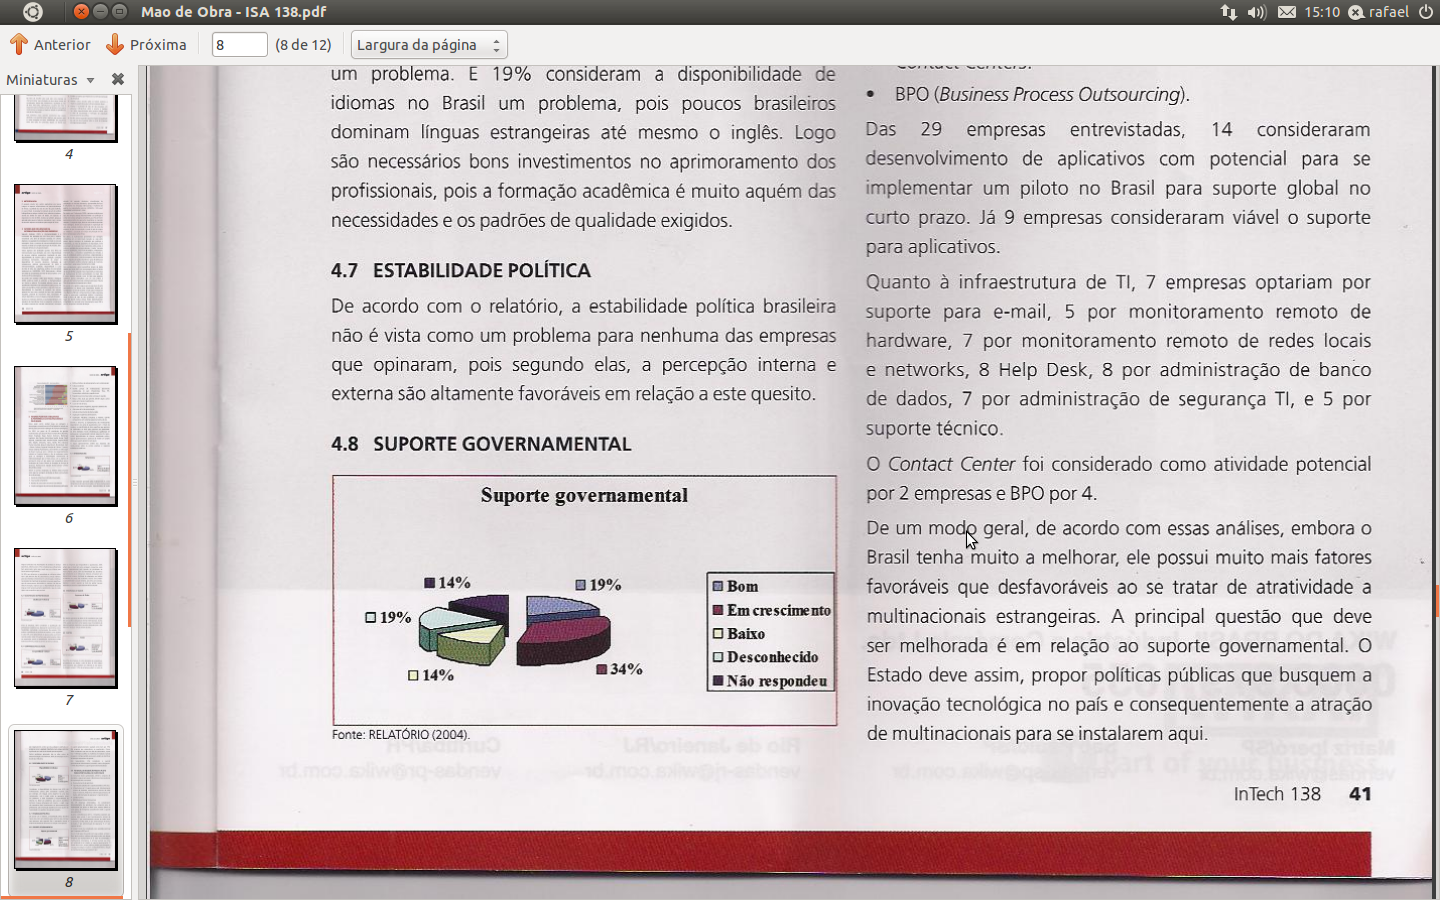 Mao de Obra - ISA 138.pdf
15:10
rafael
Anterior
Próxima
8
(8 de 12)
Largura da página
Miniaturas
4
5
6
7
8
um problema. E 19% consideram a disponibilidade de
idiomas no Brasil um problema, pois poucos brasileiros
dominam línguas estrangeiras até mesmo o inglês. Logo
são necessários bons investimentos no aprimoramento dos
profissionais, pois a formação acadêmica é muito aquém das
necessidades e os padrões de qualidade exigidos.
4.7 ESTABILIDADE POLÍTICA
De acordo com o relatório, a estabilidade política brasileira
não é vista como um problema para nenhuma das empresas
que opinaram, pois segundo elas, a percepção interna e
externa são altamente favoráveis em relação a este quesito.
4.8 SUPORTE GOVERNAMENTAL
Suporte governamental
14%
19%
19%
14%
34%
Bom
Em crescimento
Baixo
Desconhecido
Não respondeu
Fonte: RELATÓRIO (2004).
Contact Centers.
• BPO (Business Process Outsourcing).
Das 29 empresas entrevistadas, 14 consideraram
desenvolvimento de aplicativos com potencial para se
implementar um piloto no Brasil para suporte global no
curto prazo. Já 9 empresas consideraram viável o suporte
para aplicativos.
Quanto à infraestrutura de TI, 7 empresas optariam por
suporte para e-mail, 5 por monitoramento remoto de
hardware, 7 por monitoramento remoto de redes locais
e networks, 8 Help Desk, 8 por administração de banco
de dados, 7 por administração de segurança TI, e 5 por
suporte técnico.
O Contact Center foi considerado como atividade potencial
por 2 empresas e BPO por 4.
De um modo geral, de acordo com essas análises, embora o
Brasil tenha muito a melhorar, ele possui muito mais fatores
favoráveis que desfavoráveis ao se tratar de atratividade a
multinacionais estrangeiras. A principal questão que deve
ser melhorada é em relação ao suporte governamental. O
Estado deve assim, propor políticas públicas que busquem a
inovação tecnológica no país e consequentemente a atração
de multinacionais para se instalarem aqui.
InTech 138 41